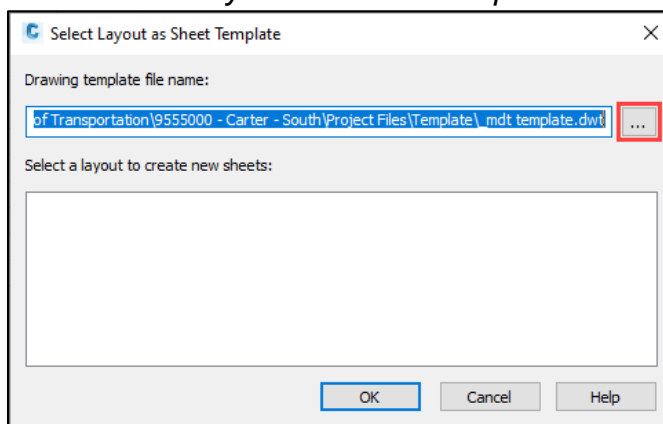 Select Layout as Sheet Template
Drawing template file name:
of Transportation\9555000 - Carter - South\Project Files\Template\_mdt template.dwt
...
Select a layout to create new sheets:
OK Cancel Help